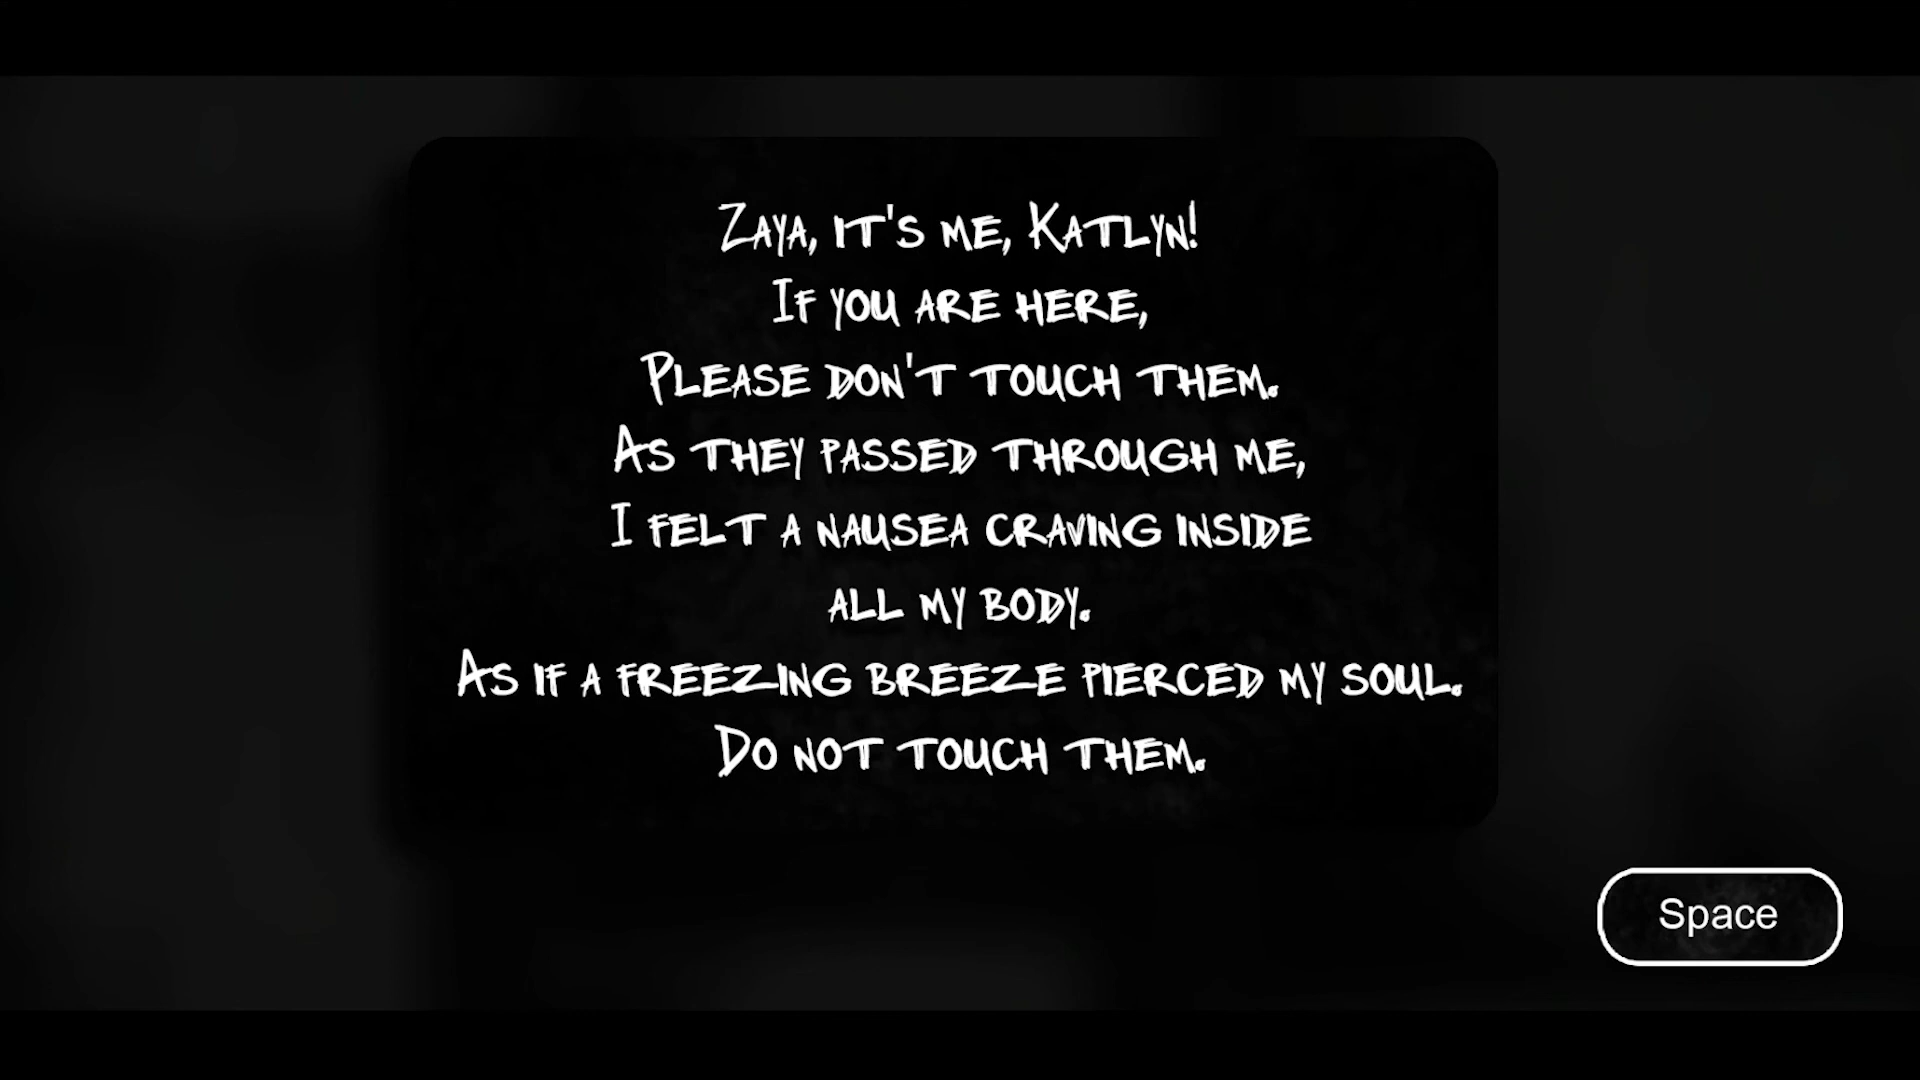 Zaya, it's me, Katlyn!
If you are here,
Please don't touch them.
As they passed through me,
I felt a nausea craving inside
all my body.
As if a freezing breeze pierced my soul.
Do not touch them.
Space